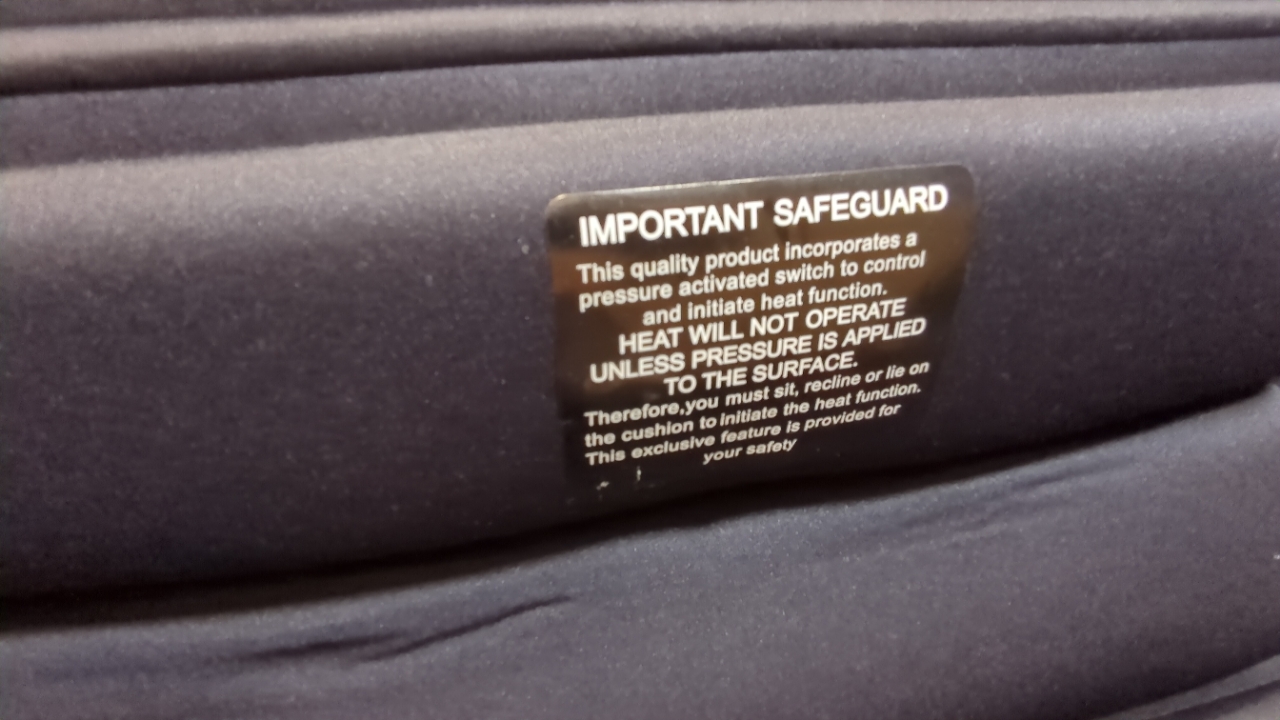 IMPORTANT SAFEGUARD
This quality product incorporates a
pressure activated switch to control
and initiate heat function.
HEAT WILL NOT OPERATE
UNLESS PRESSURE IS APPLIED
TO THE SURFACE.
Therefore,you must sit, recline or lie on
the cushion to initiate the heat function.
This exclusive feature is provided for
your safety